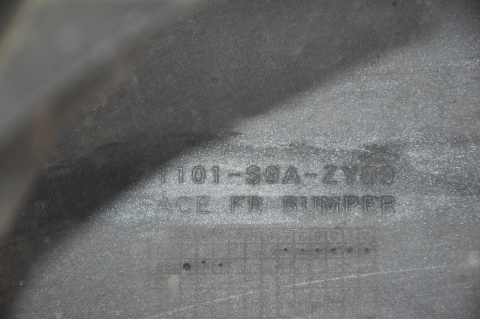 1101-S9A-ZY00
ACE FR BUMPER